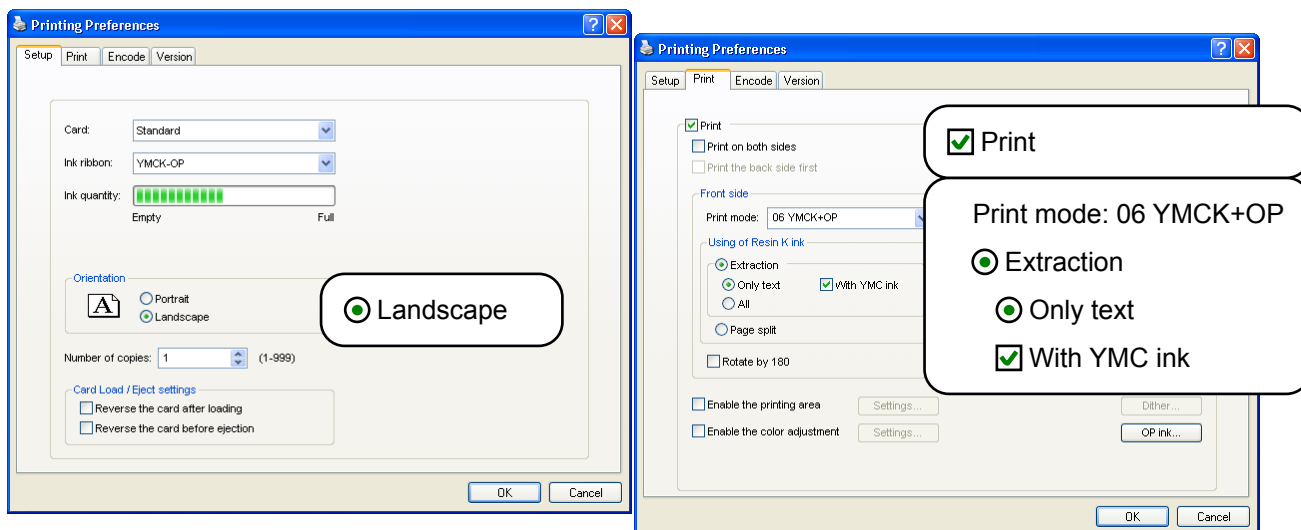 Printing Preferences
Setup Print Encode Version
Card: Standard
Ink ribbon: YMCK-OP
Ink quantity:
Empty Full
Orientation
A
Portrait
Landscape
Landscape
Number of copies: 1 (1-999)
Card Load / Eject settings
Reverse the card after loading
Reverse the card before ejection
OK Cancel
Printing Preferences
Setup Print Encode Version
Print
Print on both sides
Print the back side first
Front side
Print mode: 06 YMCK+OP
Using of Resin K ink
Extraction
Only text With YMC ink
All
Page split
Rotate by 180
Enable the printing area Settings... Dither...
Enable the color adjustment Settings... OP ink...
OK Cancel
Print
Print mode: 06 YMCK+OP
Extraction
Only text
With YMC ink